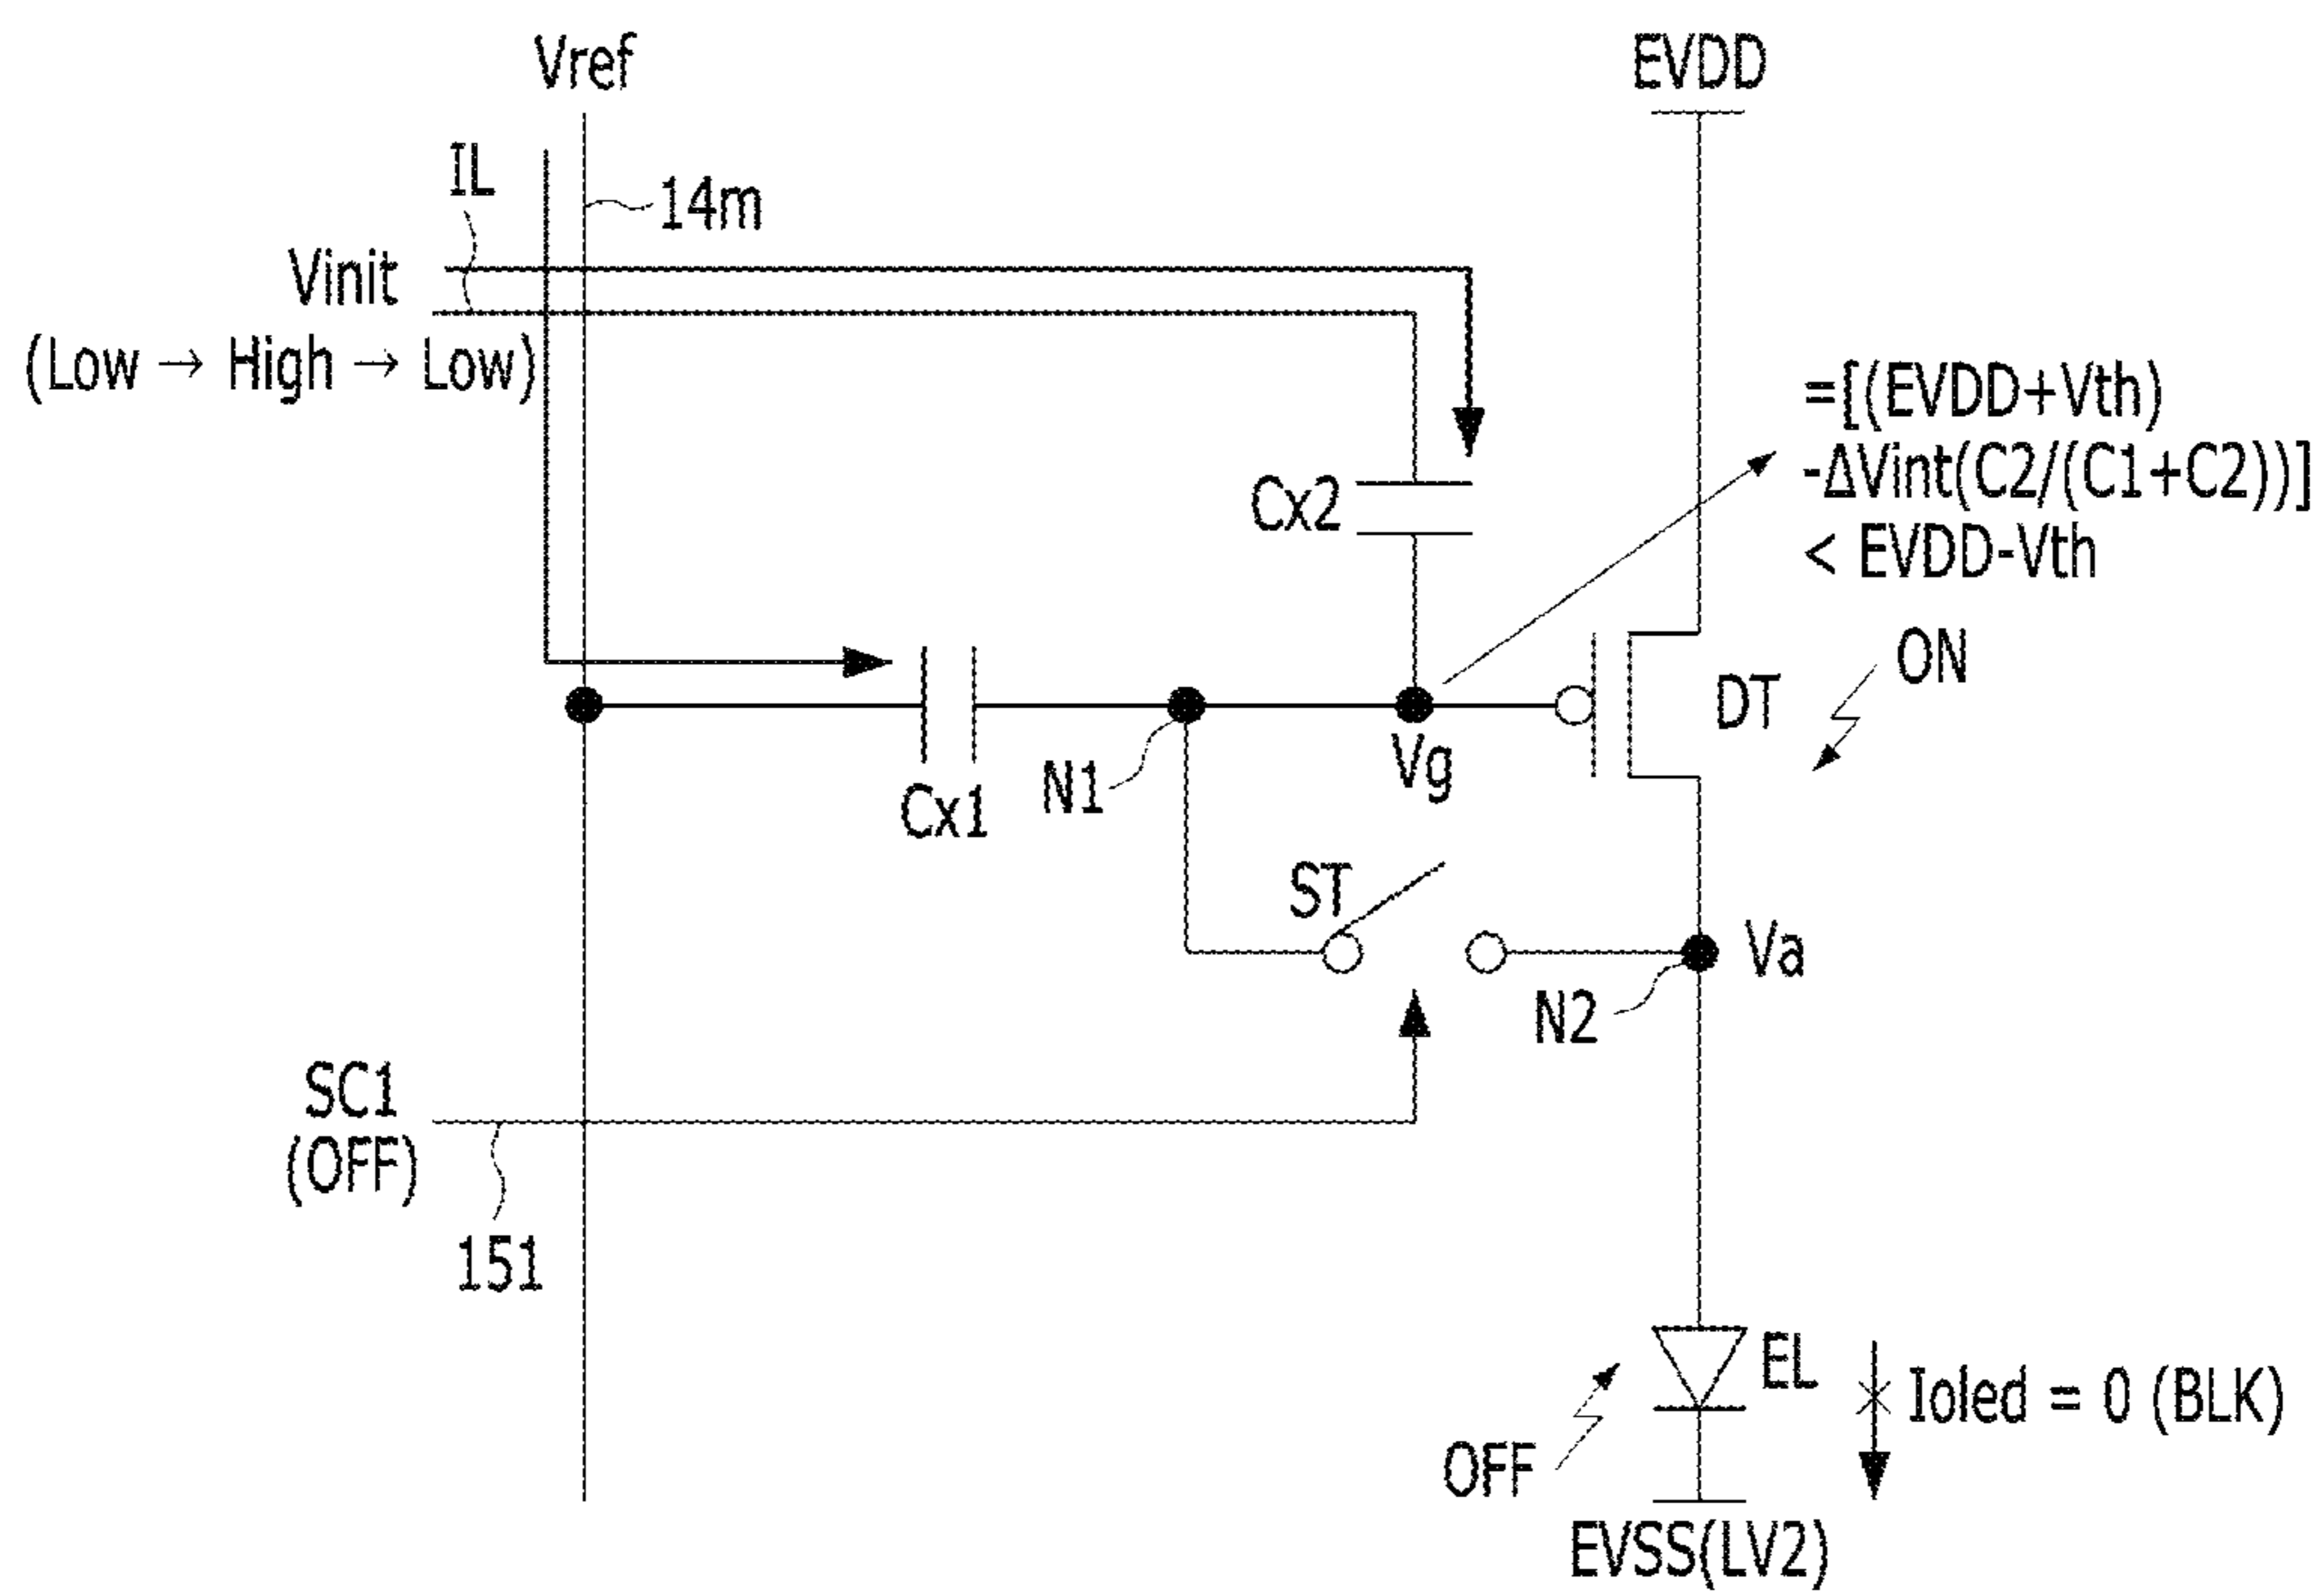 Vref
EVDD
IL
14m
Vinit
(Low → High → Low)
=[(EVDD+Vth)
-ΔVint(C2/(C1+C2))]
< EVDD-Vth
Cx2
ON
DT
N1
Vg
Cx1
ST
Va
N2
SC1
(OFF)
151
EL
Ioled = 0 (BLK)
OFF
EVSS(LV2)